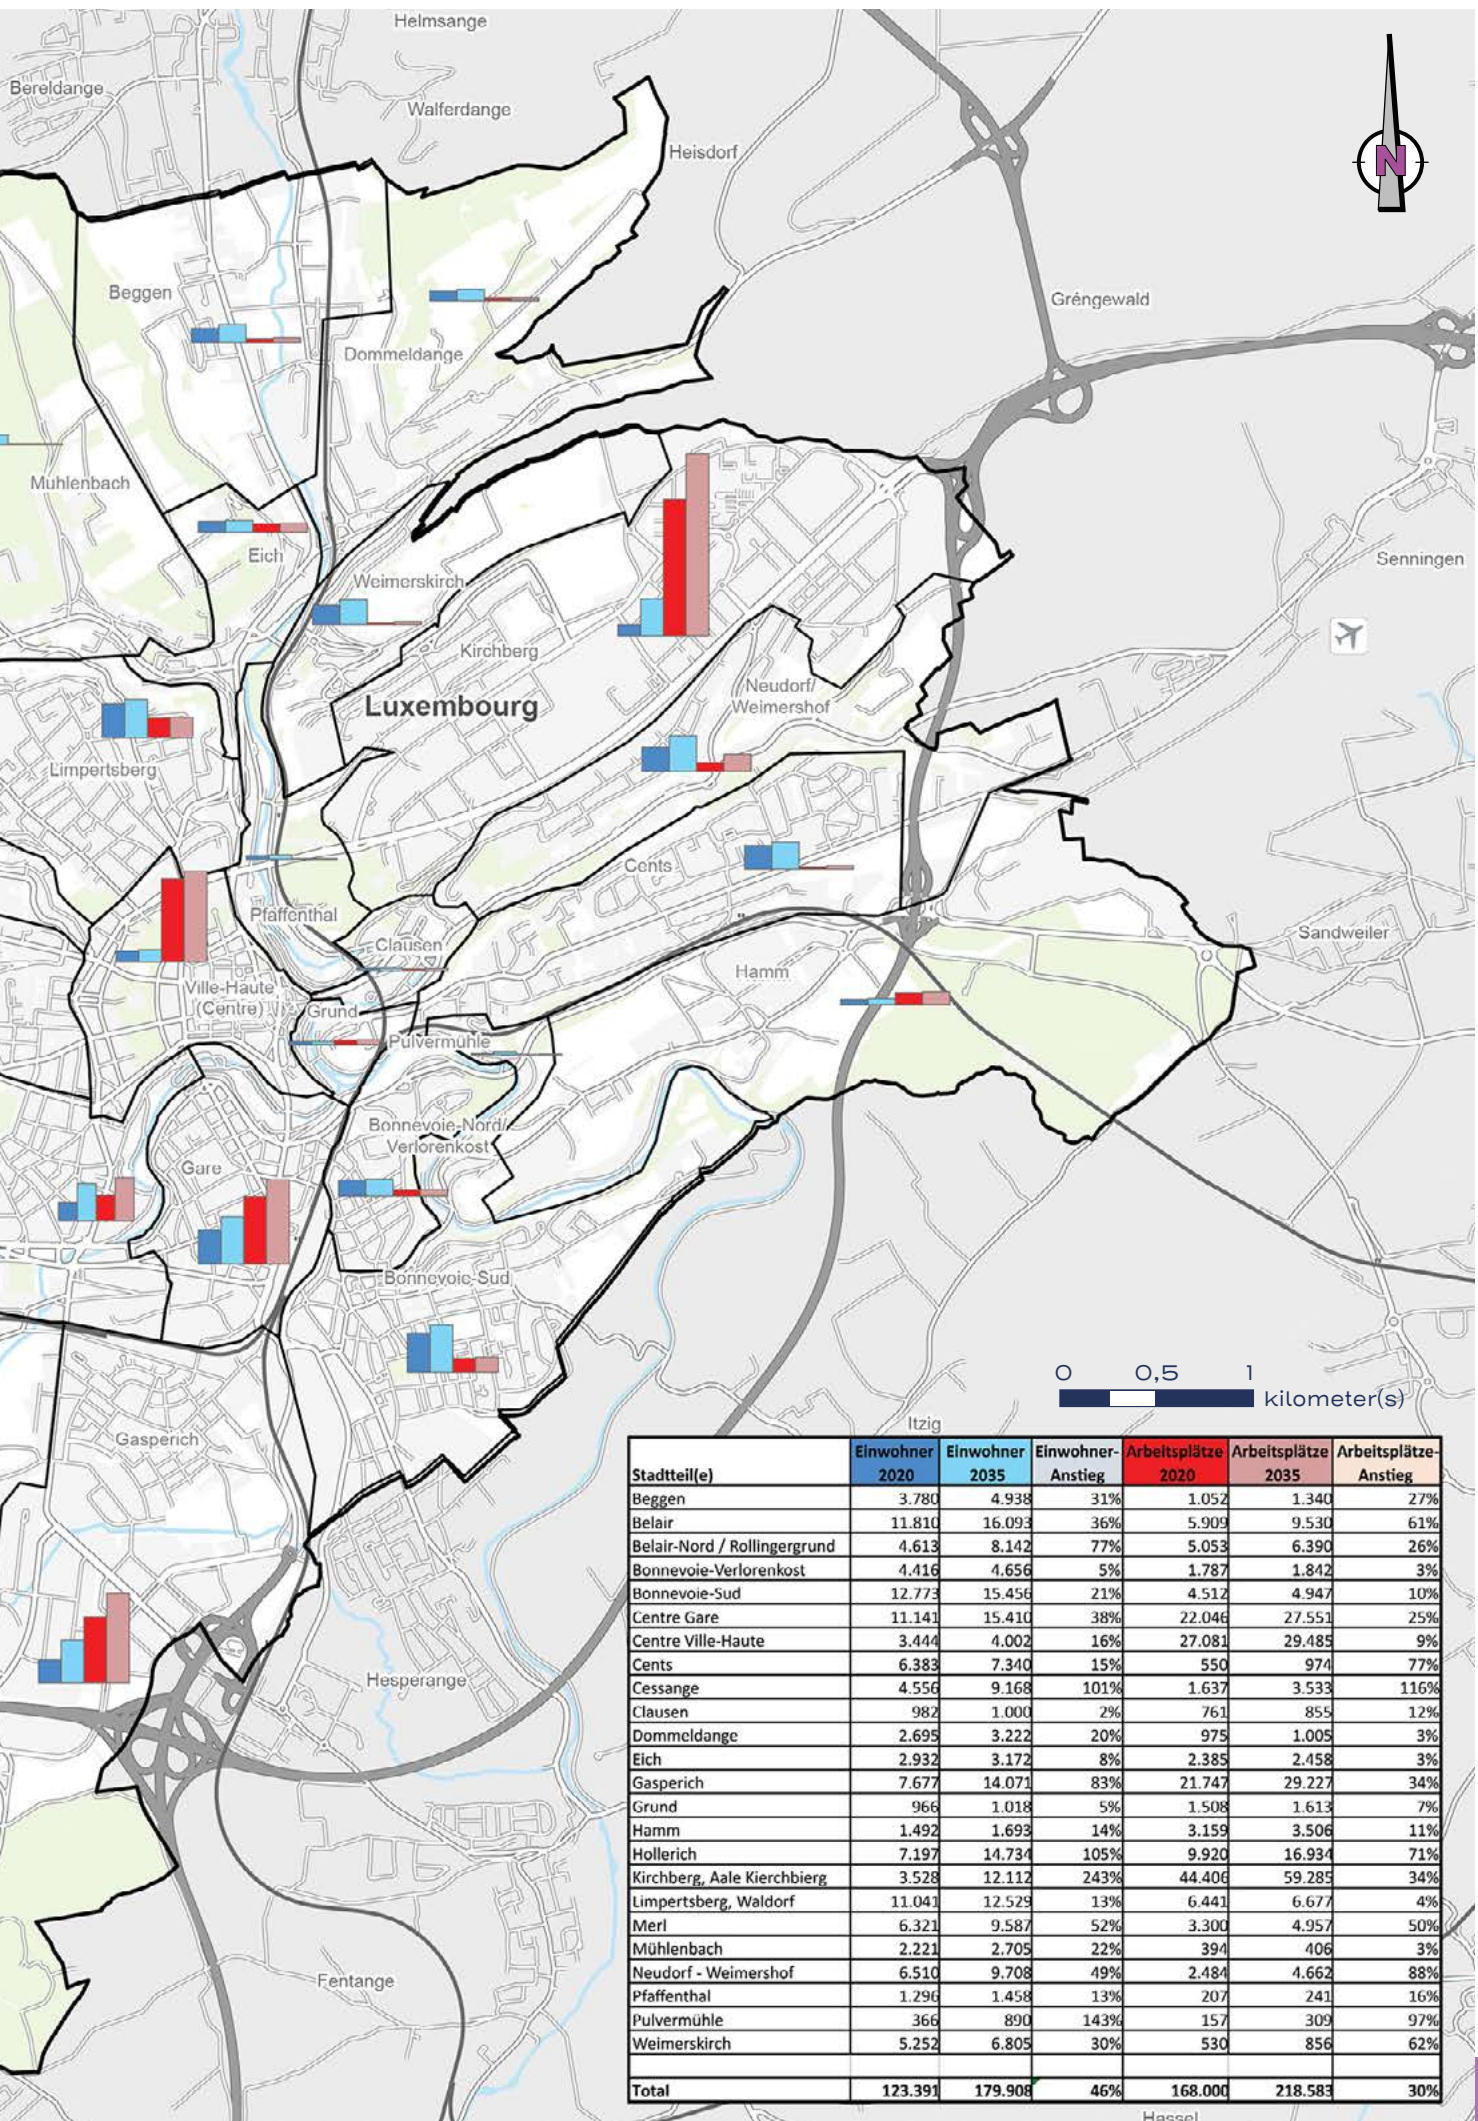 Helmsange
Bereldange
Walferdange
Heisdorf
N
Beggen
Gréngewald
Dommeldange
Muhlenbach
Eich
Senningen
Weimerskirch
Kirchberg
Neudorf/
Weimershof
Luxembourg
Limpertsberg
Cents
Pfaffenthal
Clausen
Sandweiler
Hamm
Ville-Haute
(Centre)
Grund
Pulvermühle
Bonnevoie-Nord/
Verlorenkost
Gare
Bonnevoie-Sud
0 0,5 1
kilometer(s)
Itzig
Gasperich
Hesperange
Fentange
Hassel
Stadtteil(e) Einwohner 2020 Einwohner 2035 Einwohner-Anstieg Arbeitsplätze 2020 Arbeitsplätze 2035 Arbeitsplätze-Anstieg
Beggen 3.780 4.938 31% 1.052 1.340 27%
Belair 11.810 16.093 36% 5.909 9.530 61%
Belair-Nord / Rollingergrund 4.613 8.142 77% 5.053 6.390 26%
Bonnevoie-Verlorenkost 4.416 4.656 5% 1.787 1.842 3%
Bonnevoie-Sud 12.773 15.456 21% 4.512 4.947 10%
Centre Gare 11.141 15.410 38% 22.046 27.551 25%
Centre Ville-Haute 3.444 4.002 16% 27.081 29.485 9%
Cents 6.383 7.340 15% 550 974 77%
Cessange 4.556 9.168 101% 1.637 3.533 116%
Clausen 982 1.000 2% 761 855 12%
Dommeldange 2.695 3.222 20% 975 1.005 3%
Eich 2.932 3.172 8% 2.385 2.458 3%
Gasperich 7.677 14.071 83% 21.747 29.227 34%
Grund 966 1.018 5% 1.508 1.613 7%
Hamm 1.492 1.693 14% 3.159 3.506 11%
Hollerich 7.197 14.734 105% 9.920 16.934 71%
Kirchberg, Aale Kierchbierg 3.528 12.112 243% 44.406 59.285 34%
Limpertsberg, Waldorf 11.041 12.529 13% 6.441 6.677 4%
Merl 6.321 9.587 52% 3.300 4.957 50%
Mühlenbach 2.221 2.705 22% 394 406 3%
Neudorf - Weimershof 6.510 9.708 49% 2.484 4.662 88%
Pfaffenthal 1.296 1.458 13% 207 241 16%
Pulvermühle 366 890 143% 157 309 97%
Weimerskirch 5.252 6.805 30% 530 856 62%
Total 123.391 179.908 46% 168.000 218.583 30%